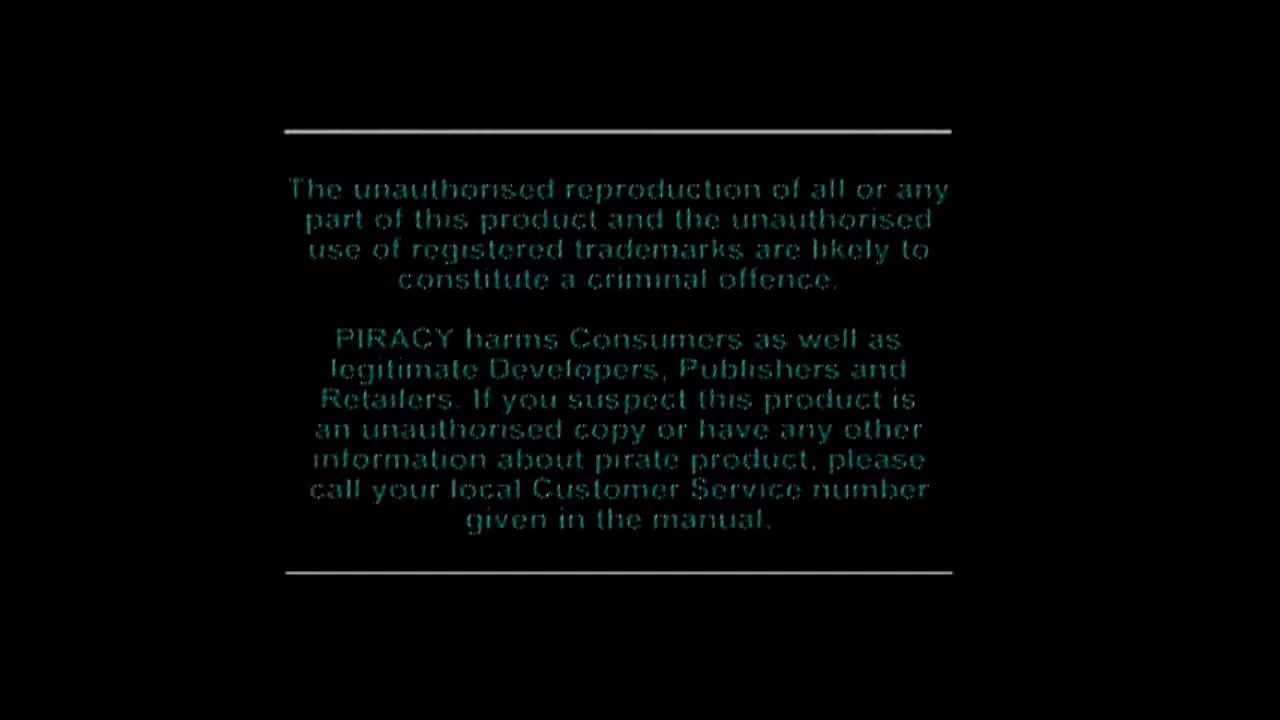 The unauthorised reproduction of all or any
part of this product and the unauthorised
use of registered trademarks are likely to
constitute a criminal offence.
PIRACY harms Consumers as well as
legitimate Developers, Publishers and
Retailers. If you suspect this product is
an unauthorised copy or have any other
information about pirate product, please
call your local Customer Service number
given in the manual.